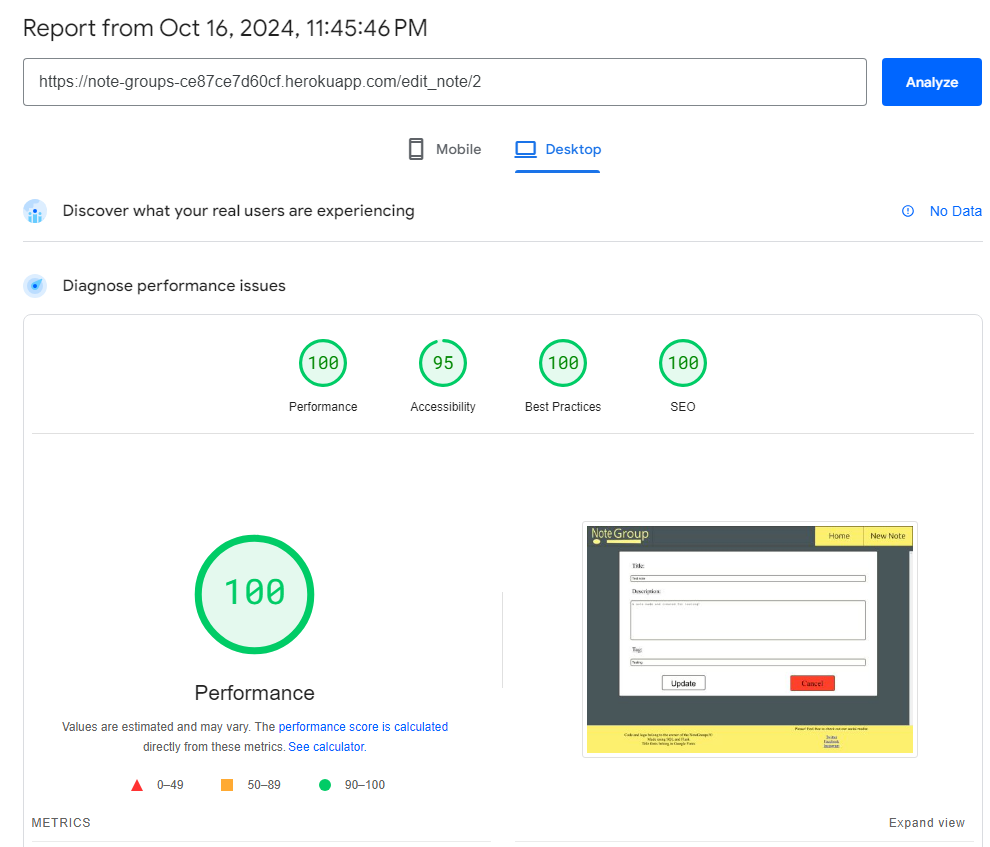 Report from Oct 16, 2024, 11:45:46 PM
https://note-groups-ce87ce7d60cf.herokuapp.com/edit_note/2
Analyze
Mobile
Desktop
Discover what your real users are experiencing
No Data
Diagnose performance issues
100
95
100
100
Performance
Accessibility
Best Practices
SEO
100
Performance
Values are estimated and may vary. The performance score is calculated
directly from these metrics. See calculator.
0–49
50–89
90–100
NoteGroup
Home
New Note
Title:
Description:
Tag:
Update
Cancel
METRICS
Expand view